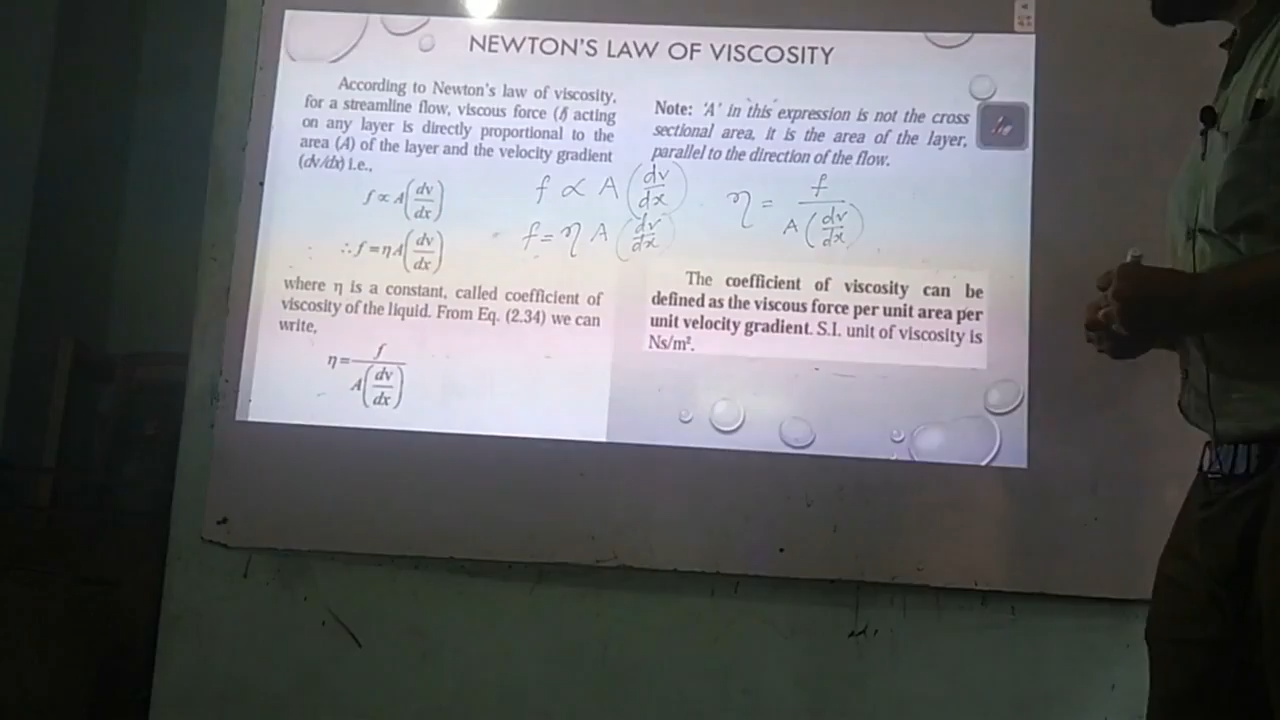 NEWTON'S LAW OF VISCOSITY
According to Newton's law of viscosity,
for a streamline flow, viscous force (f) acting
on any layer is directly proportional to the
area (A) of the layer and the velocity gradient
(dv/dx) i.e.,
f ∝ A(dv/dx)
∴ f = ηA(dv/dx)
where η is a constant, called coefficient of
viscosity of the liquid. From Eq. (2.34) we can
write,
η = f / A(dv/dx)
f ∝ A (dv/dx)
f = η A (dv/dx)
Note: 'A' in this expression is not the cross
sectional area, it is the area of the layer,
parallel to the direction of the flow.
η = f / A (dv/dx)
The coefficient of viscosity can be
defined as the viscous force per unit area per
unit velocity gradient. S.I. unit of viscosity is
Ns/m².